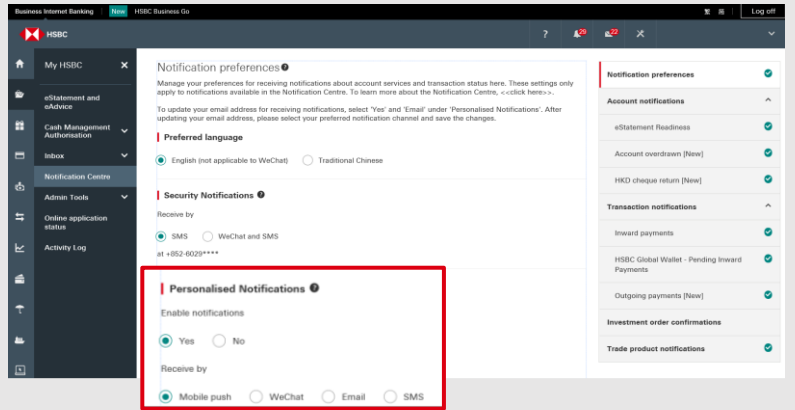 Business Internet Banking New HSBC Business Go 繁 简 Log off
HSBC ? 29 22
My HSBC
eStatement and
eAdvice
Cash Management
Authorisation
Inbox
Notification Centre
Admin Tools
Online application
status
Activity Log
Notification preferences ?
Manage your preferences for receiving notifications about account services and transaction status here. These settings only
apply to notifications available in the Notification Centre. To learn more about the Notification Centre, <<click here>>.
To update your email address for receiving notifications, select 'Yes' and 'Email' under 'Personalised Notifications'. After
updating your email address, please select your preferred notification channel and save the changes.
Preferred language
English (not applicable to WeChat) Traditional Chinese
Security Notifications ?
Receive by
SMS WeChat and SMS
at +852-6029****
Personalised Notifications ?
Enable notifications
Yes No
Receive by
Mobile push WeChat Email SMS
Notification preferences
Account notifications
eStatement Readiness
Account overdrawn [New]
HKD cheque return [New]
Transaction notifications
Inward payments
HSBC Global Wallet - Pending Inward
Payments
Outgoing payments [New]
Investment order confirmations
Trade product notifications